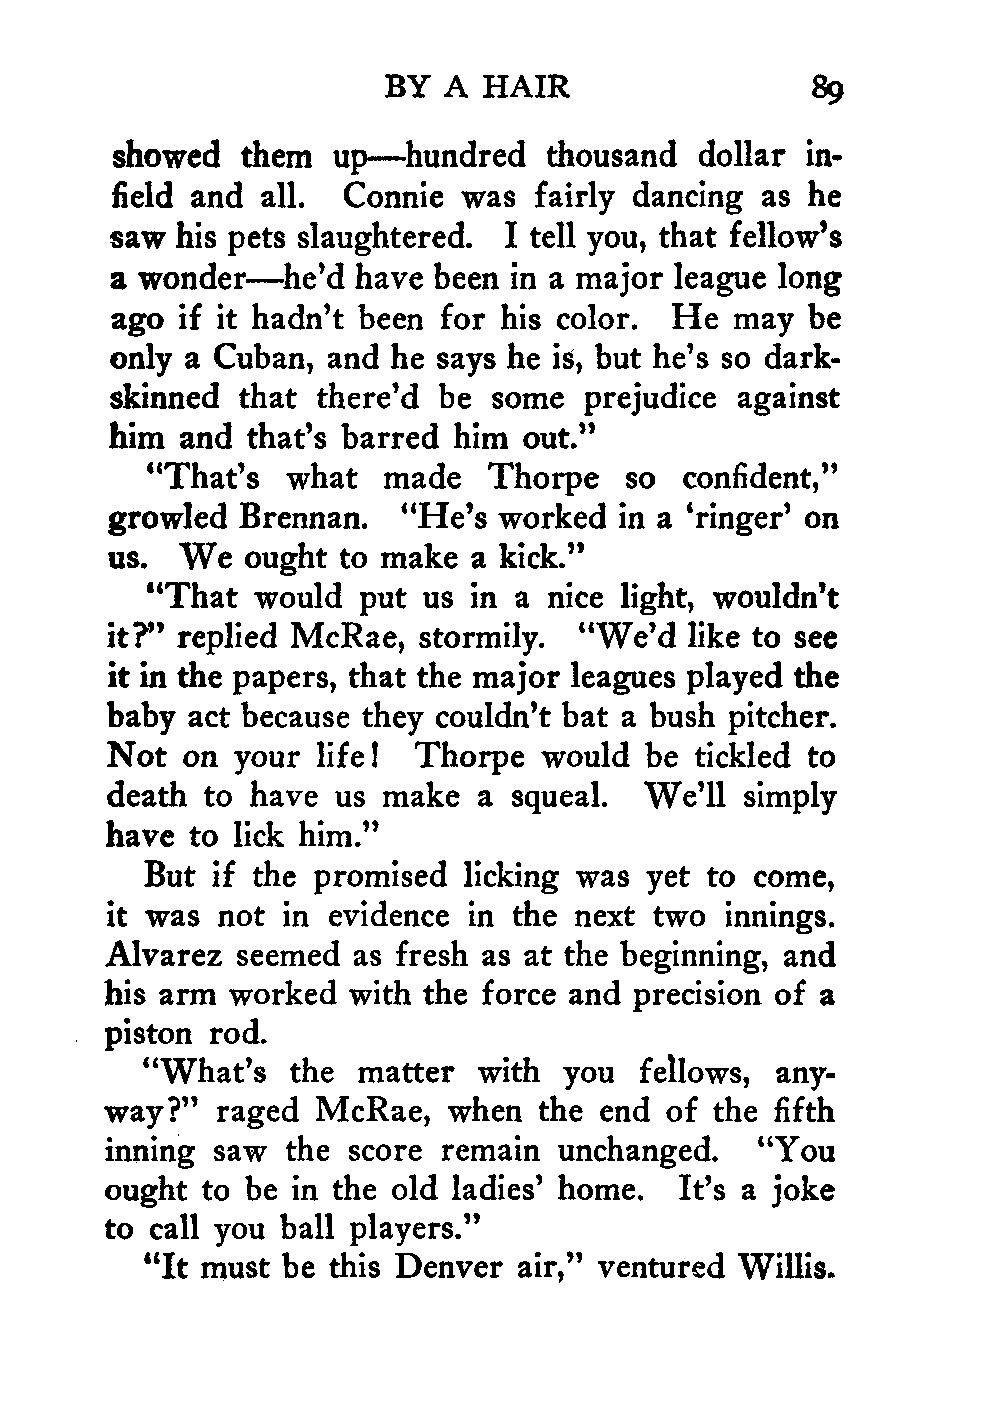 BY A HAIR 89
showed them up—hundred thousand dollar in-
field and all. Connie was fairly dancing as he
saw his pets slaughtered. I tell you, that fellow's
a wonder—he'd have been in a major league long
ago if it hadn't been for his color. He may be
only a Cuban, and he says he is, but he's so dark-
skinned that there'd be some prejudice against
him and that's barred him out."
"That's what made Thorpe so confident,"
growled Brennan. "He's worked in a 'ringer' on
us. We ought to make a kick."
"That would put us in a nice light, wouldn't
it?" replied McRae, stormily. "We'd like to see
it in the papers, that the major leagues played the
baby act because they couldn't bat a bush pitcher.
Not on your life! Thorpe would be tickled to
death to have us make a squeal. We'll simply
have to lick him."
But if the promised licking was yet to come,
it was not in evidence in the next two innings.
Alvarez seemed as fresh as at the beginning, and
his arm worked with the force and precision of a
piston rod.
"What's the matter with you fellows, any-
way?" raged McRae, when the end of the fifth
inning saw the score remain unchanged. "You
ought to be in the old ladies' home. It's a joke
to call you ball players."
"It must be this Denver air," ventured Willis.